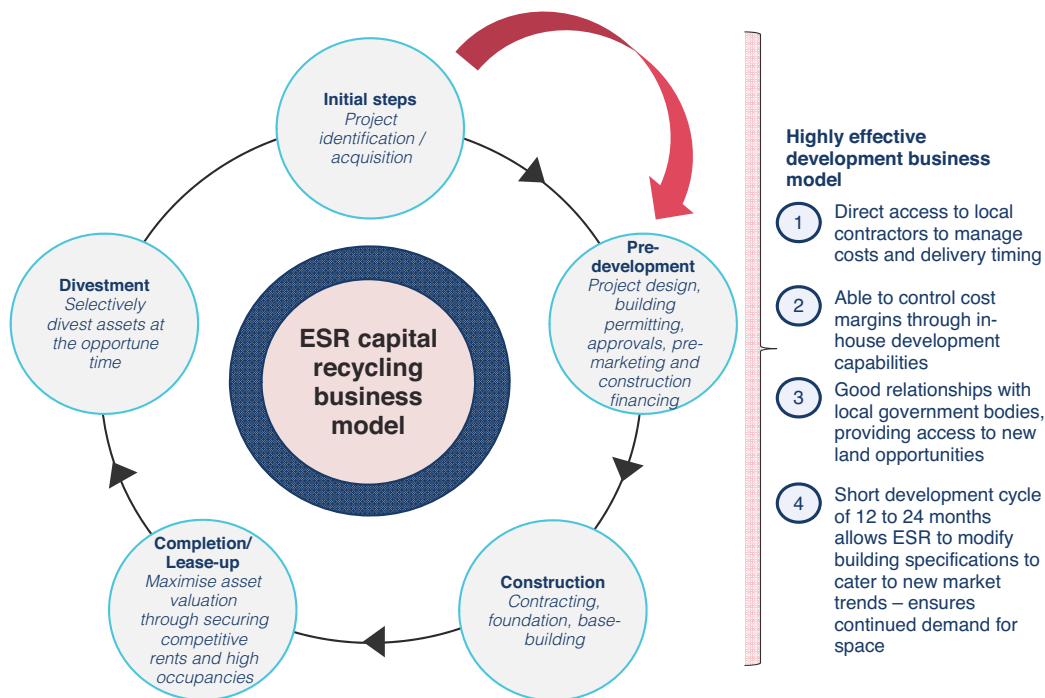 Initial steps
Project
identification /
acquisition
Pre-
development
Project design,
building
permitting,
approvals, pre-
marketing and
construction
financing
Construction
Contracting,
foundation, base-
building
Completion/
Lease-up
Maximise asset
valuation
through securing
competitive
rents and high
occupancies
Divestment
Selectively
divest assets at
the opportune
time
ESR capital
recycling
business
model
Highly effective
development business
model
1
Direct access to local
contractors to manage
costs and delivery timing
2
Able to control cost
margins through in-
house development
capabilities
3
Good relationships with
local government bodies,
providing access to new
land opportunities
4
Short development cycle
of 12 to 24 months
allows ESR to modify
building specifications to
cater to new market
trends – ensures
continued demand for
space